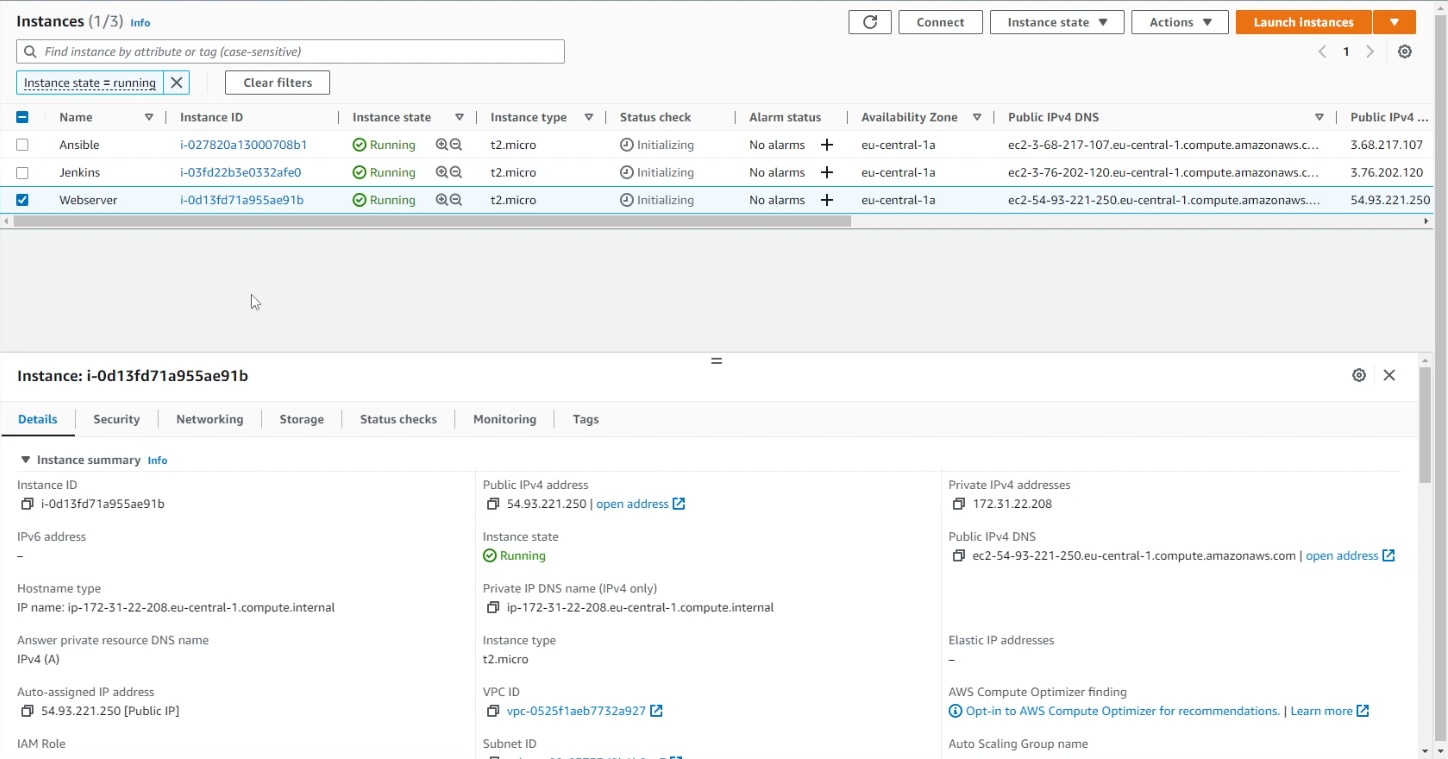 Instances (1/3) Info
Connect
Instance state
Actions
Launch instances
Find instance by attribute or tag (case-sensitive)
1
Instance state = running
Clear filters
Name Instance ID Instance state Instance type Status check Alarm status Availability Zone Public IPv4 DNS Public IPv4 ...
Ansible i-027820a13000708b1 Running t2.micro Initializing No alarms + eu-central-1a ec2-3-68-217-107.eu-central-1.compute.amazonaws.c... 3.68.217.107
Jenkins i-03fd22b3e0332afe0 Running t2.micro Initializing No alarms + eu-central-1a ec2-3-76-202-120.eu-central-1.compute.amazonaws.c... 3.76.202.120
Webserver i-0d13fd71a955ae91b Running t2.micro Initializing No alarms + eu-central-1a ec2-54-93-221-250.eu-central-1.compute.amazonaws.... 54.93.221.250
Instance: i-0d13fd71a955ae91b
Details Security Networking Storage Status checks Monitoring Tags
Instance summary Info
Instance ID
i-0d13fd71a955ae91b
Public IPv4 address
54.93.221.250 | open address
Private IPv4 addresses
172.31.22.208
IPv6 address
–
Instance state
Running
Public IPv4 DNS
ec2-54-93-221-250.eu-central-1.compute.amazonaws.com | open address
Hostname type
IP name: ip-172-31-22-208.eu-central-1.compute.internal
Private IP DNS name (IPv4 only)
ip-172-31-22-208.eu-central-1.compute.internal
Answer private resource DNS name
IPv4 (A)
Instance type
t2.micro
Elastic IP addresses
–
Auto-assigned IP address
54.93.221.250 [Public IP]
VPC ID
vpc-0525f1aeb7732a927
AWS Compute Optimizer finding
Opt-in to AWS Compute Optimizer for recommendations. | Learn more
IAM Role
Subnet ID
Auto Scaling Group name